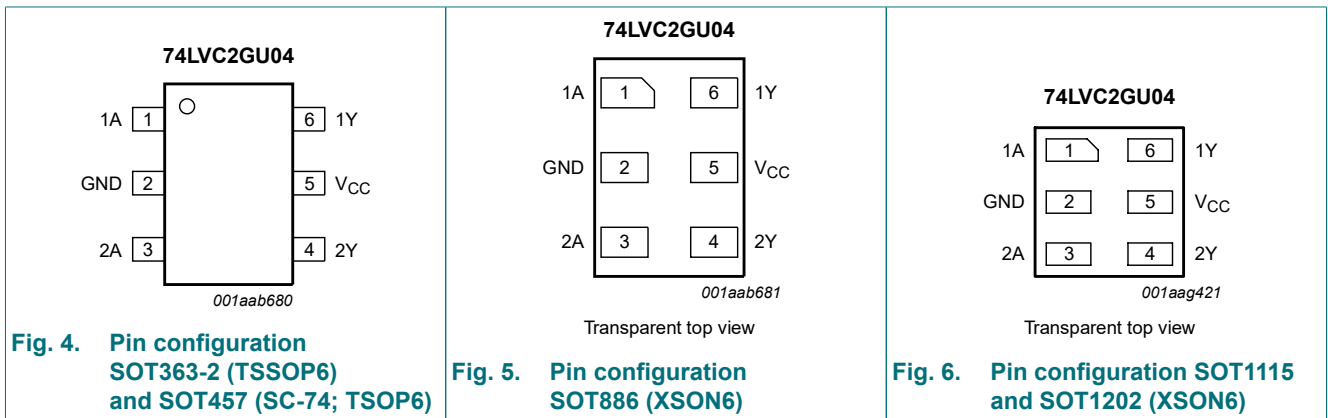 74LVC2GU04
1A 1 6 1Y
GND 2 5 VCC
2A 3 4 2Y
001aab680
Fig. 4. Pin configuration
SOT363-2 (TSSOP6)
and SOT457 (SC-74; TSOP6)
74LVC2GU04
1A 1 6 1Y
GND 2 5 VCC
2A 3 4 2Y
001aab681
Transparent top view
Fig. 5. Pin configuration
SOT886 (XSON6)
74LVC2GU04
1A 1 6 1Y
GND 2 5 VCC
2A 3 4 2Y
001aag421
Transparent top view
Fig. 6. Pin configuration SOT1115
and SOT1202 (XSON6)